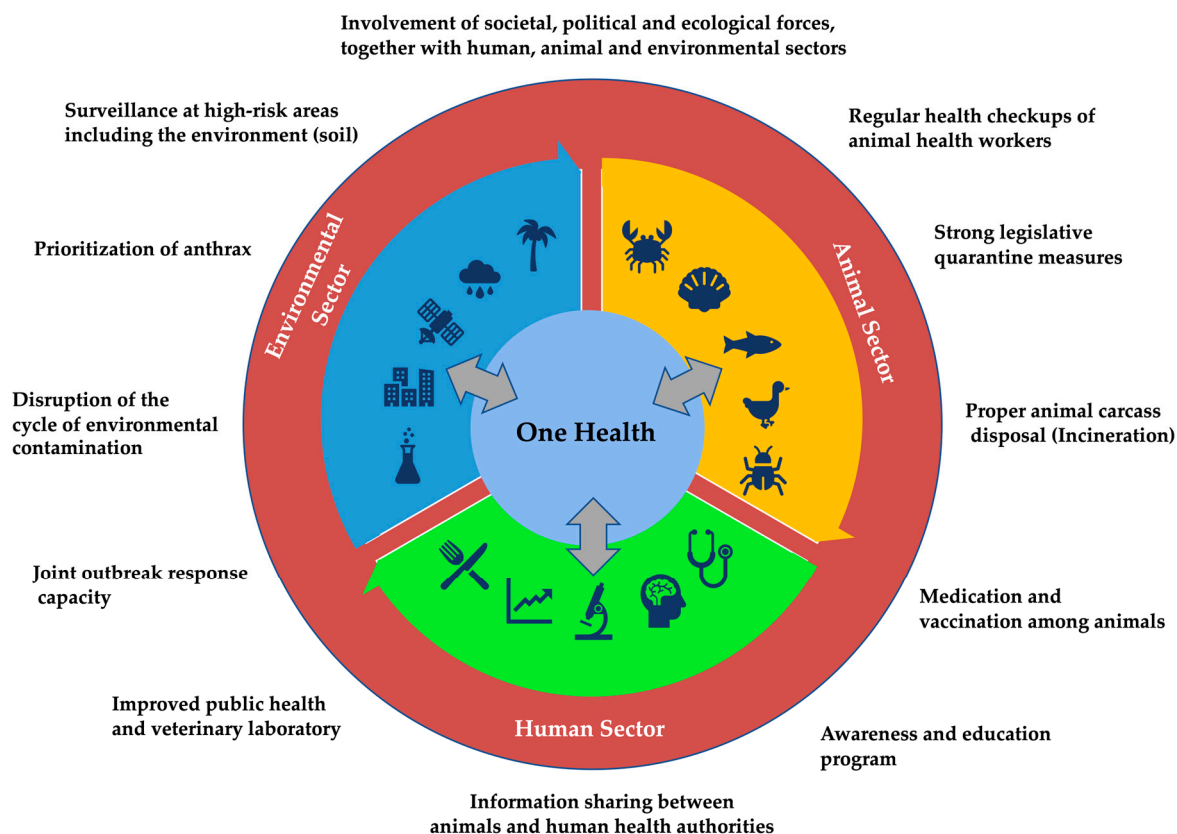 Involvement of societal, political and ecological forces,
together with human, animal and environmental sectors
Regular health checkups of
animal health workers
Strong legislative
quarantine measures
Proper animal carcass
disposal (Incineration)
Medication and
vaccination among animals
Awareness and education
program
Information sharing between
animals and human health authorities
Improved public health
and veterinary laboratory
Joint outbreak response
capacity
Disruption of the
cycle of environmental
contamination
Prioritization of anthrax
Surveillance at high-risk areas
including the environment (soil)
Environmental
Sector
Animal Sector
Human Sector
One Health